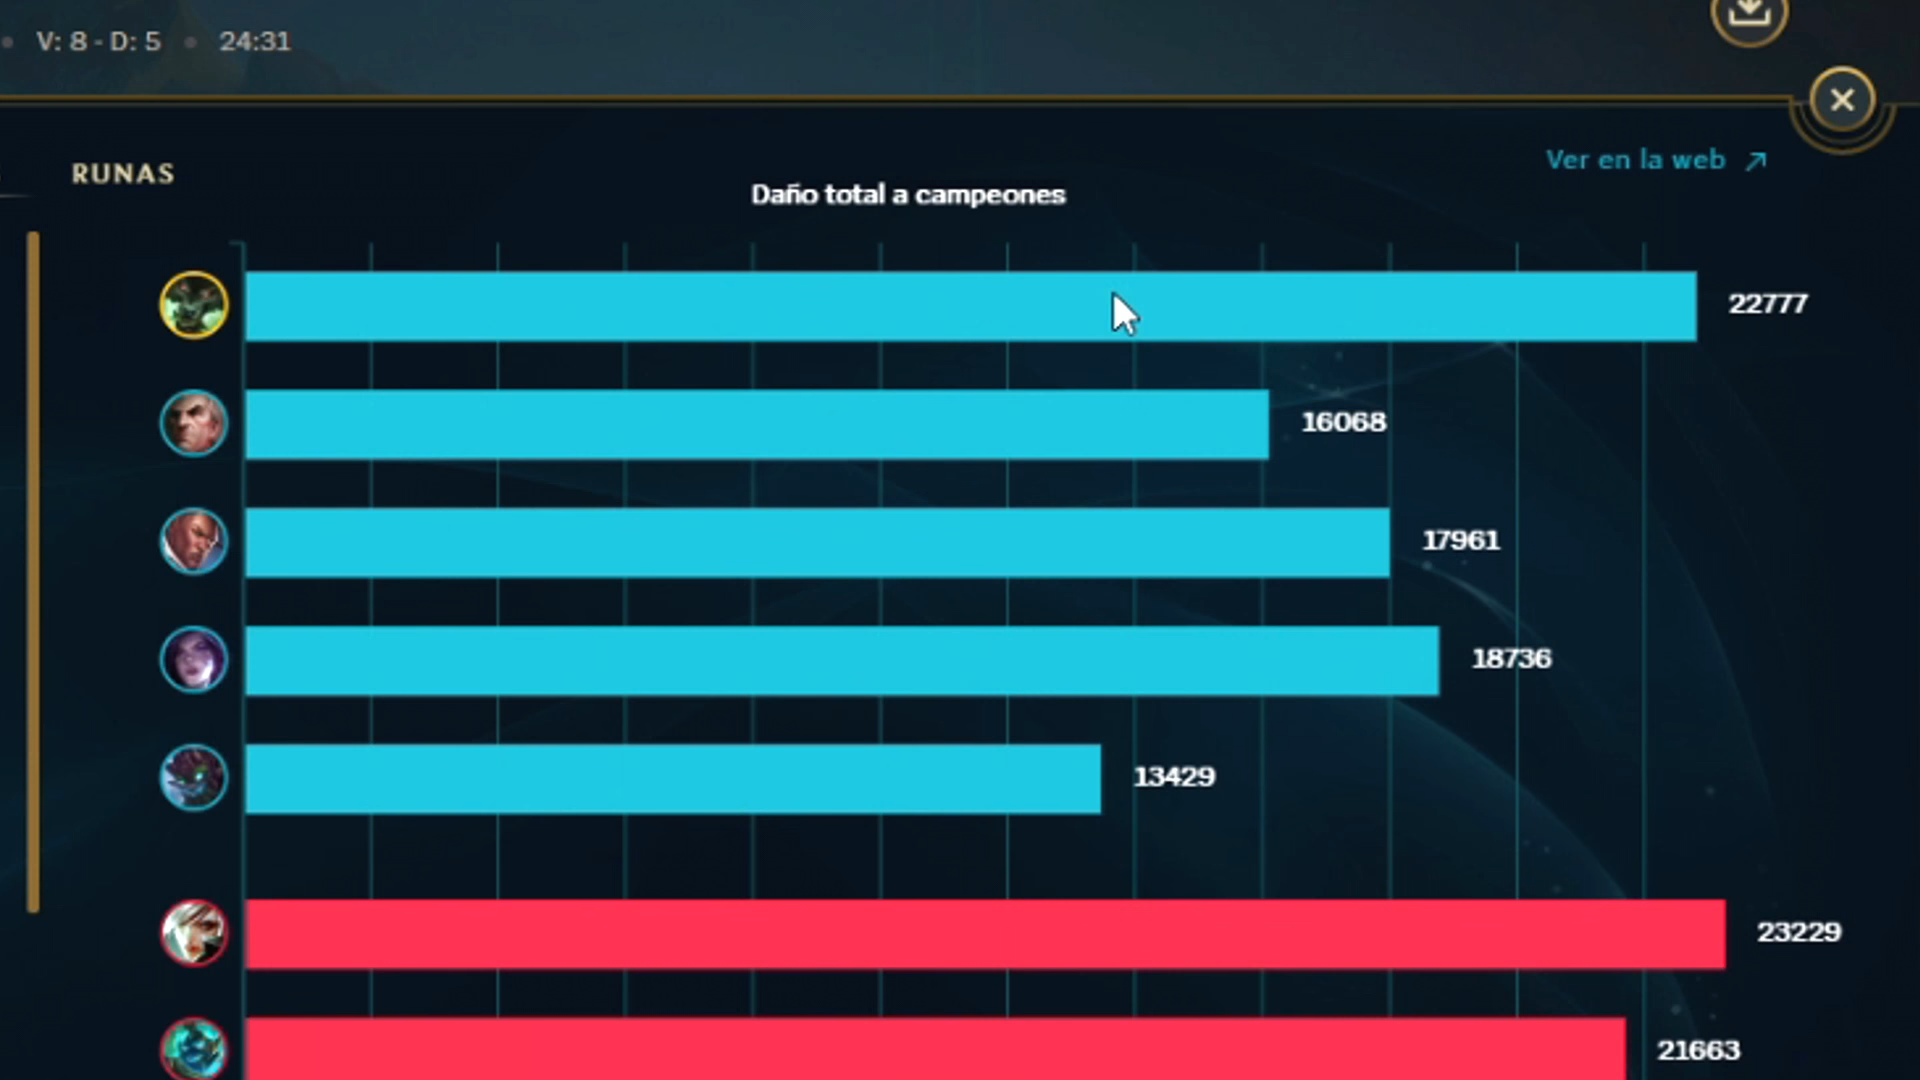 V: 8 - D: 5 • 24:31
Ver en la web
RUNAS
Daño total a campeones
22777
16068
17961
18736
13429
23229
21663